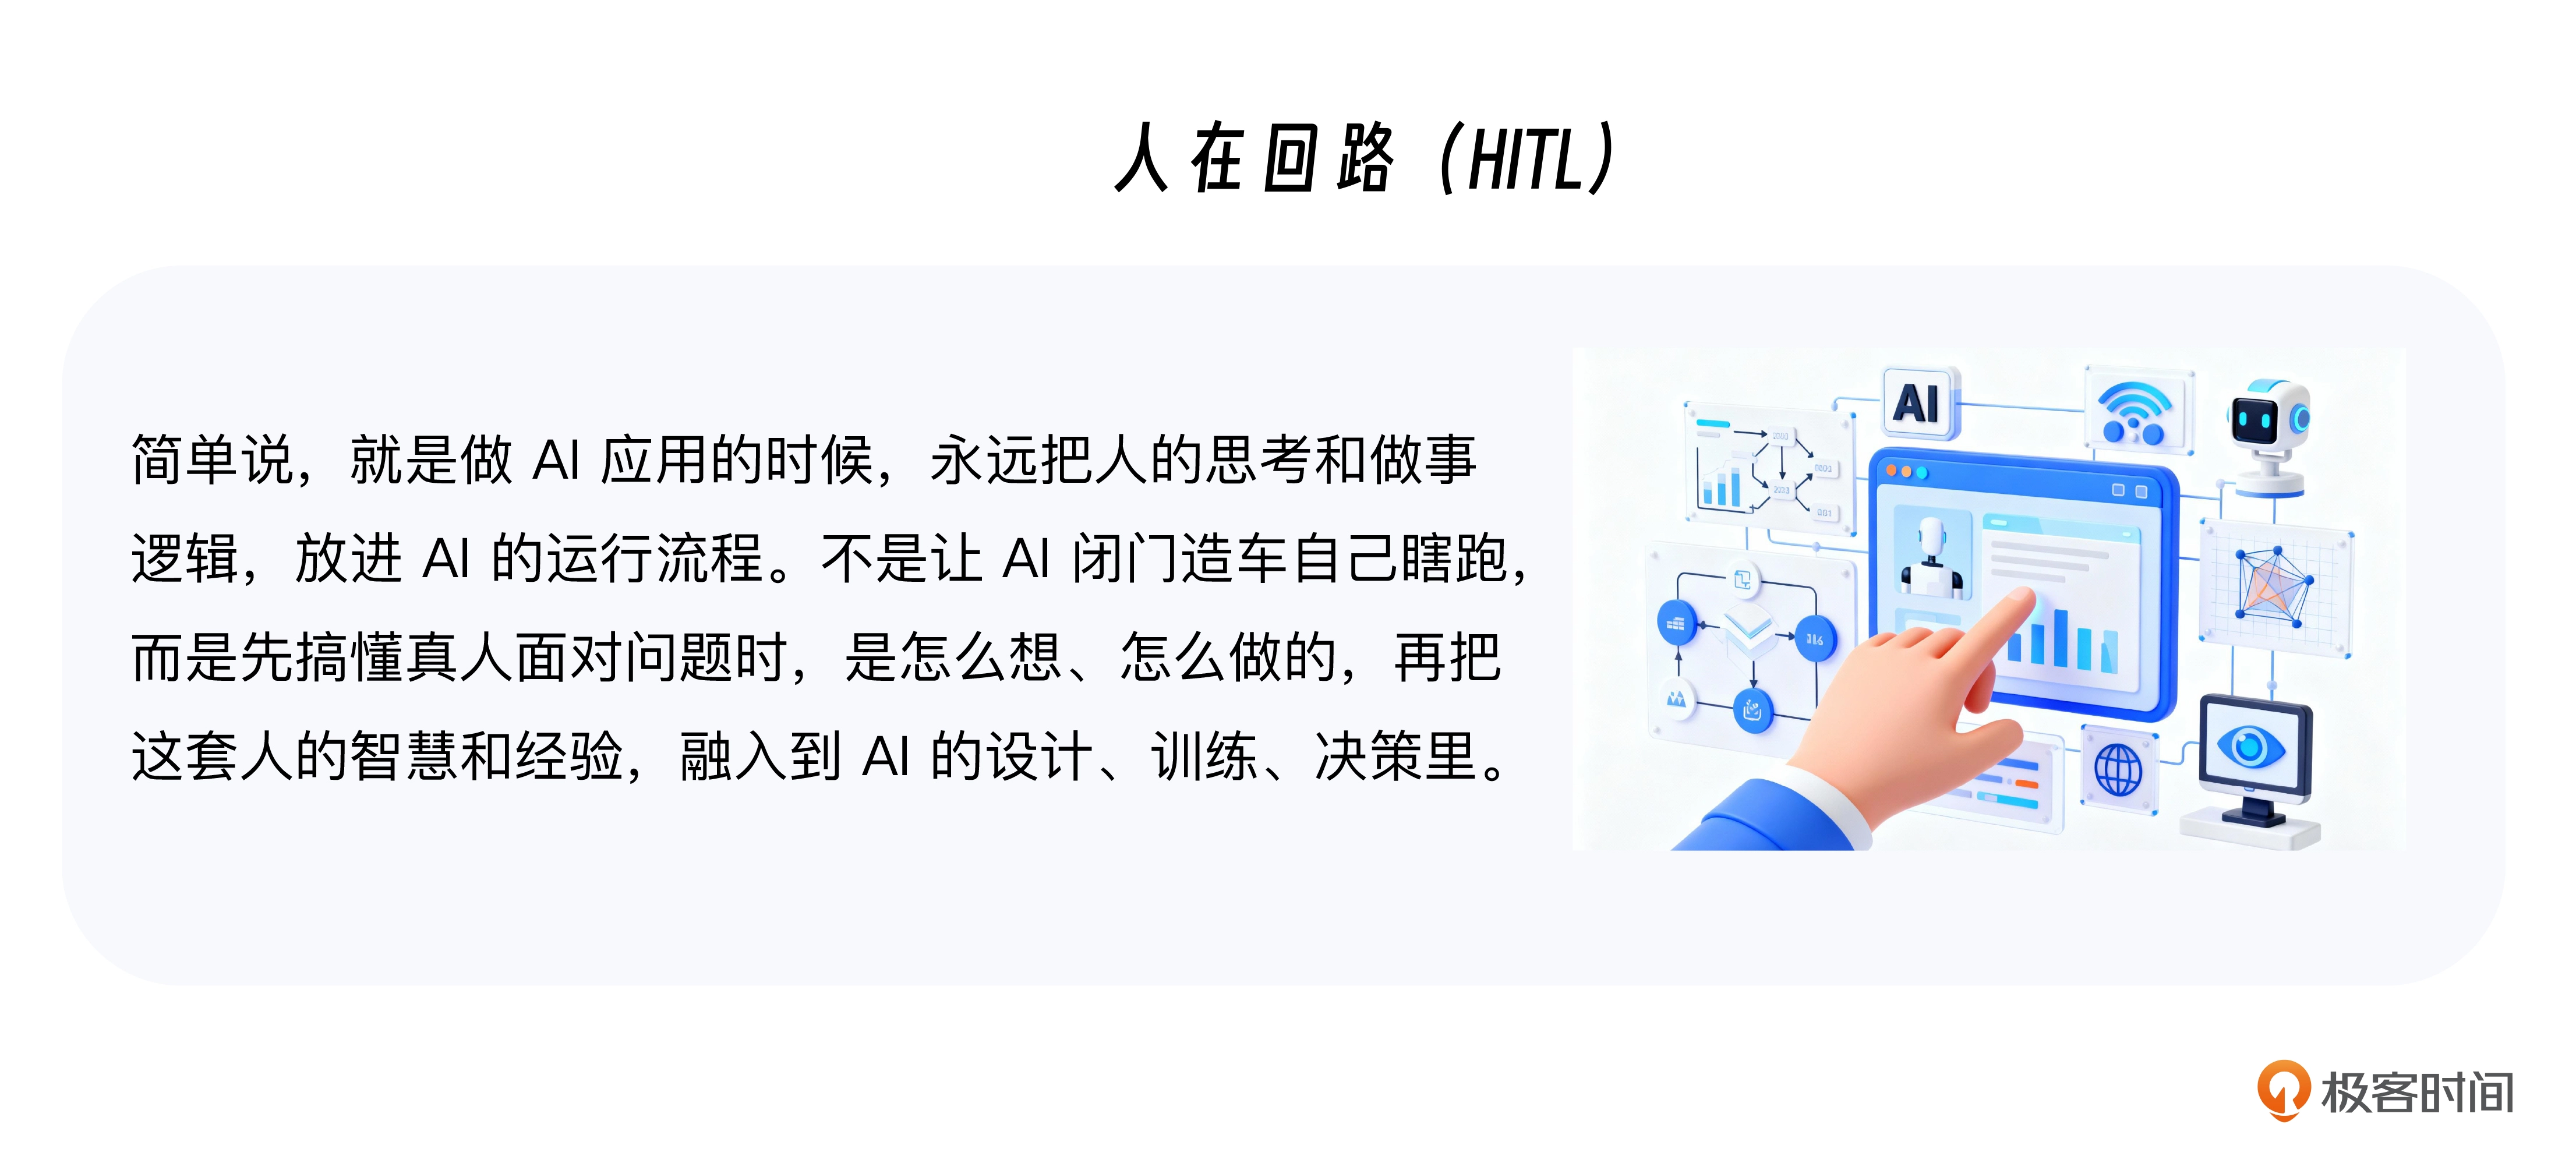 人在回路（HITL）
简单说，就是做 AI 应用的时候，永远把人的思考和做事
逻辑，放进 AI 的运行流程。不是让 AI 闭门造车自己瞎跑，
而是先搞懂真人面对问题时，是怎么想、怎么做的，再把
这套人的智慧和经验，融入到 AI 的设计、训练、决策里。
AI
极客时间